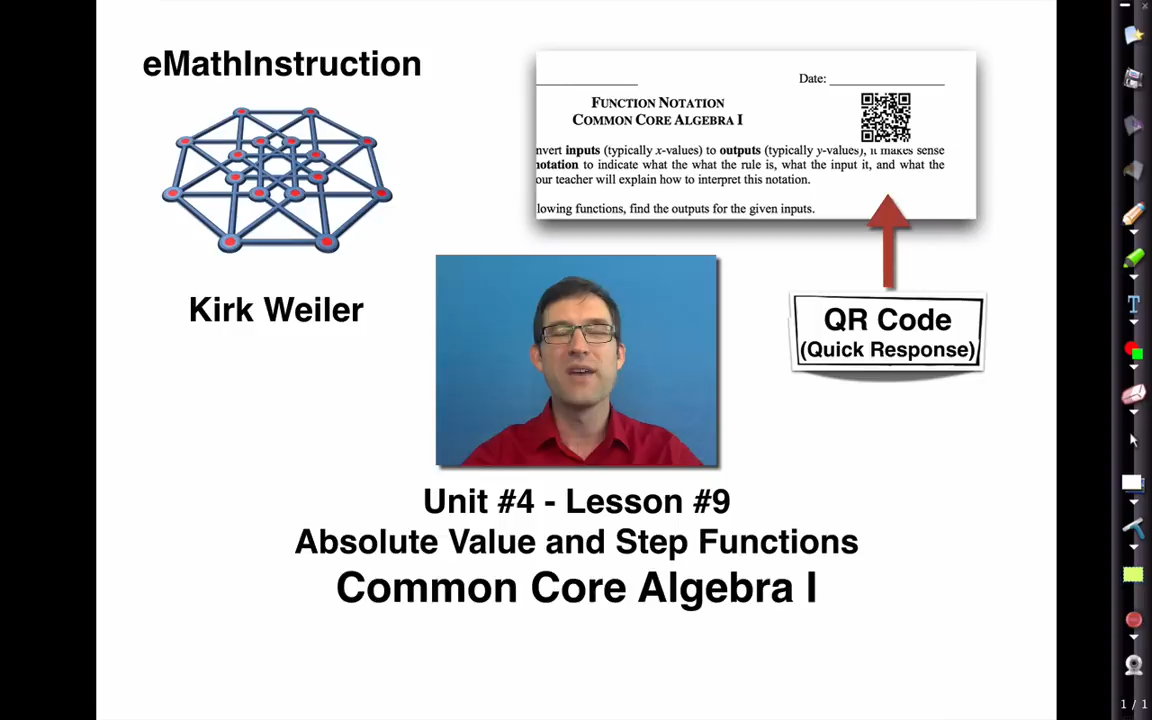 eMathInstruction
Date:
FUNCTION NOTATION
COMMON CORE ALGEBRA I
nvert inputs (typically x-values) to outputs (typically y-values), it makes sense
notation to indicate what the what the rule is, what the input it, and what the
our teacher will explain how to interpret this notation.
lowing functions, find the outputs for the given inputs.
Kirk Weiler
QR Code
(Quick Response)
Unit #4 - Lesson #9
Absolute Value and Step Functions
Common Core Algebra I
T
1 / 1